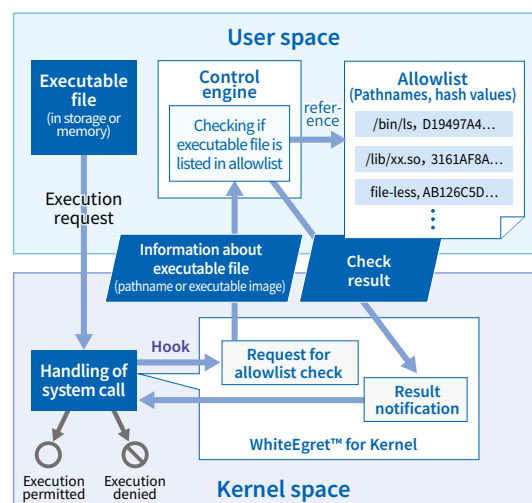 User space
Executable
file
(in storage or
memory)
Control
engine
Checking if
executable file is
listed in allowlist
refer-
ence
Allowlist
(Pathnames, hash values)
/bin/ls, D19497A4...
/lib/xx.so, 3161AF8A...
file-less, AB126C5D...
Execution
request
Information about
executable file
(pathname or executable image)
Check
result
Hook
Handling of
system call
Request for
allowlist check
Result
notification
WhiteEgret™ for Kernel
Execution
permitted
Execution
denied
Kernel space